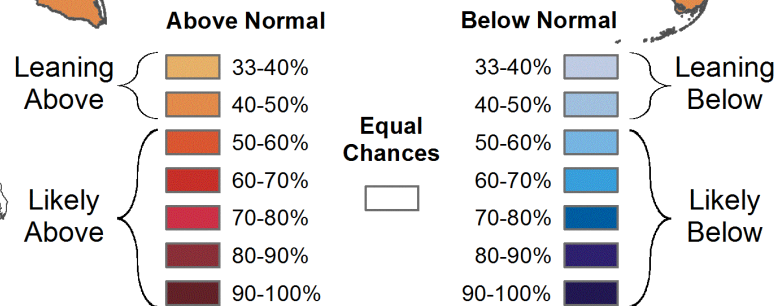 Above Normal
Below Normal
Leaning
Above
33-40%
40-50%
50-60%
60-70%
70-80%
80-90%
90-100%
Likely
Above
Equal
Chances
33-40%
40-50%
50-60%
60-70%
70-80%
80-90%
90-100%
Leaning
Below
Likely
Below